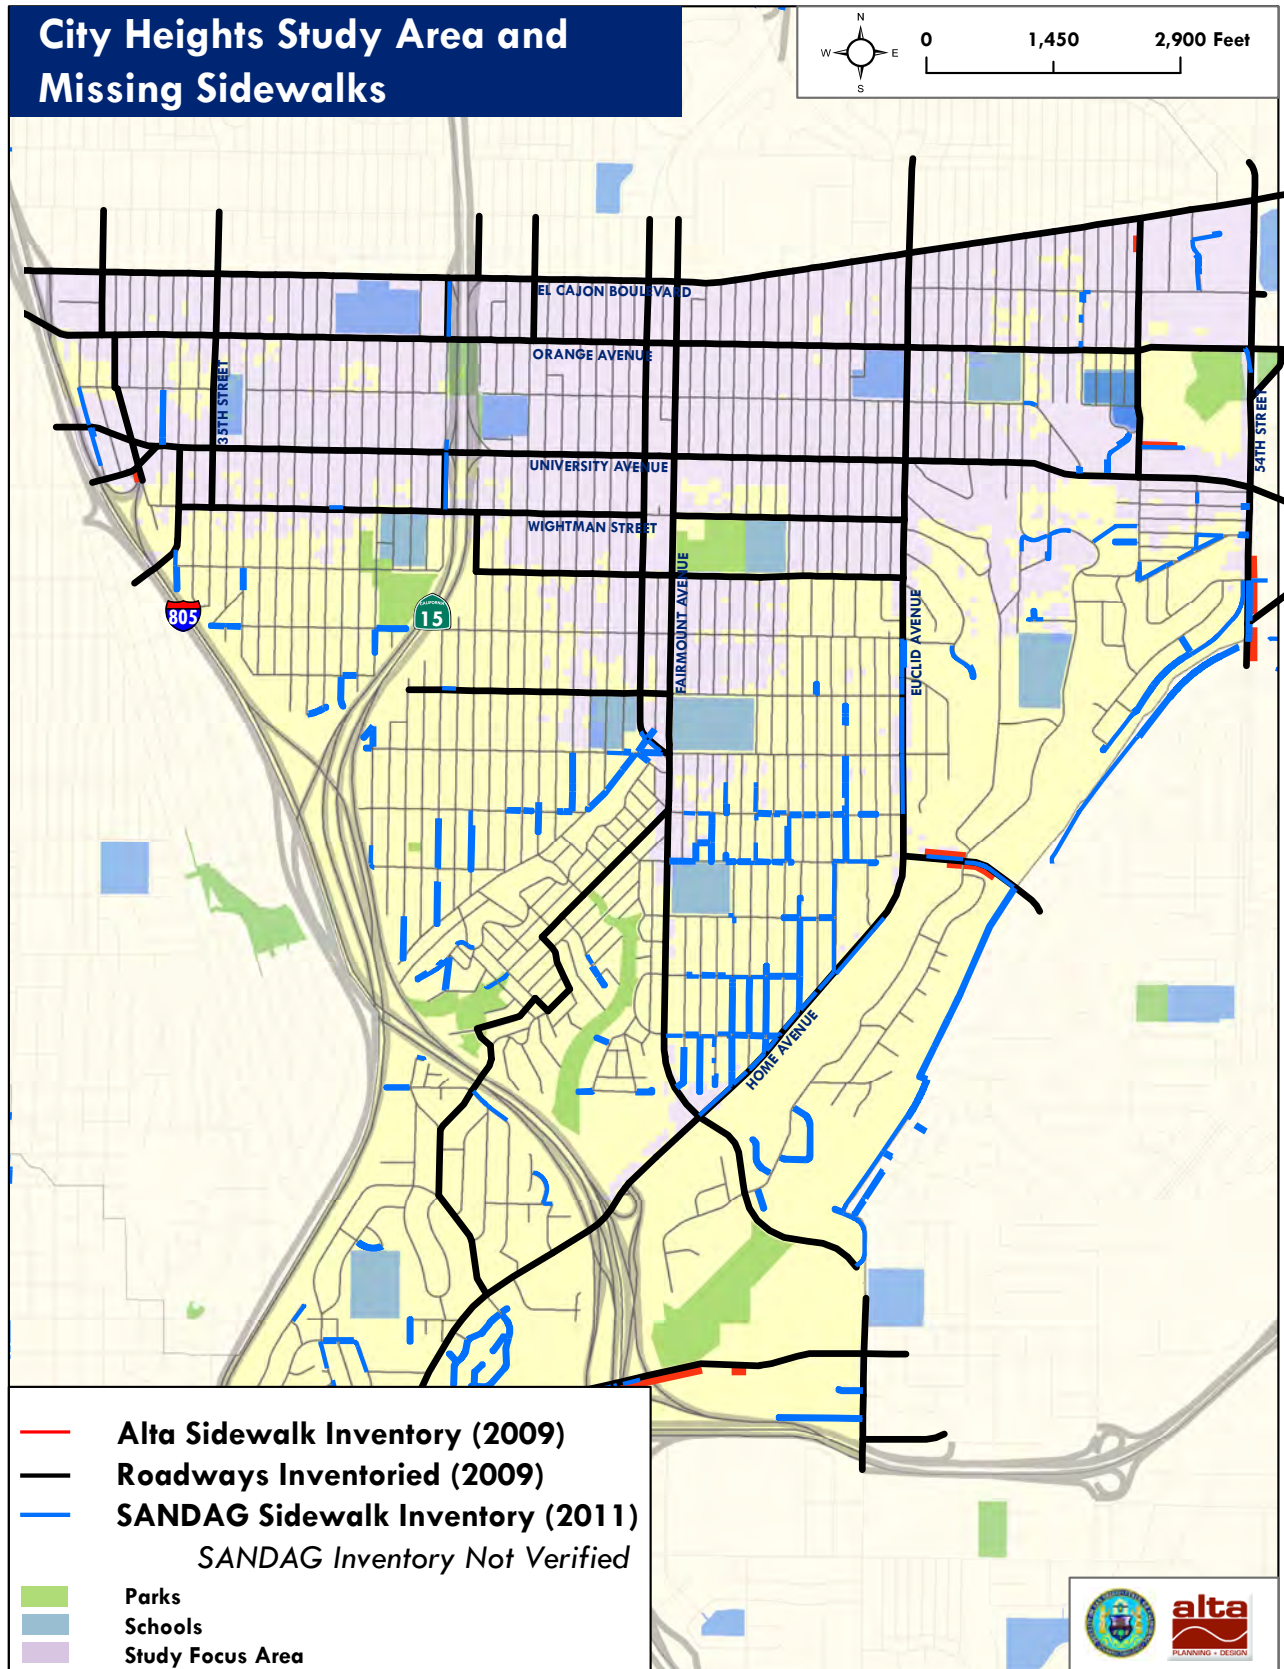 City Heights Study Area and
Missing Sidewalks
N
W E
S
0 1,450 2,900 Feet
EL CAJON BOULEVARD
ORANGE AVENUE
35TH STREET
54TH STREET
UNIVERSITY AVENUE
WIGHTMAN STREET
FAIRMOUNT AVENUE
EUCLID AVENUE
805
CALIFORNIA
15
HOME AVENUE
Alta Sidewalk Inventory (2009)
Roadways Inventoried (2009)
SANDAG Sidewalk Inventory (2011)
SANDAG Inventory Not Verified
Parks
Schools
Study Focus Area
alta
PLANNING + DESIGN